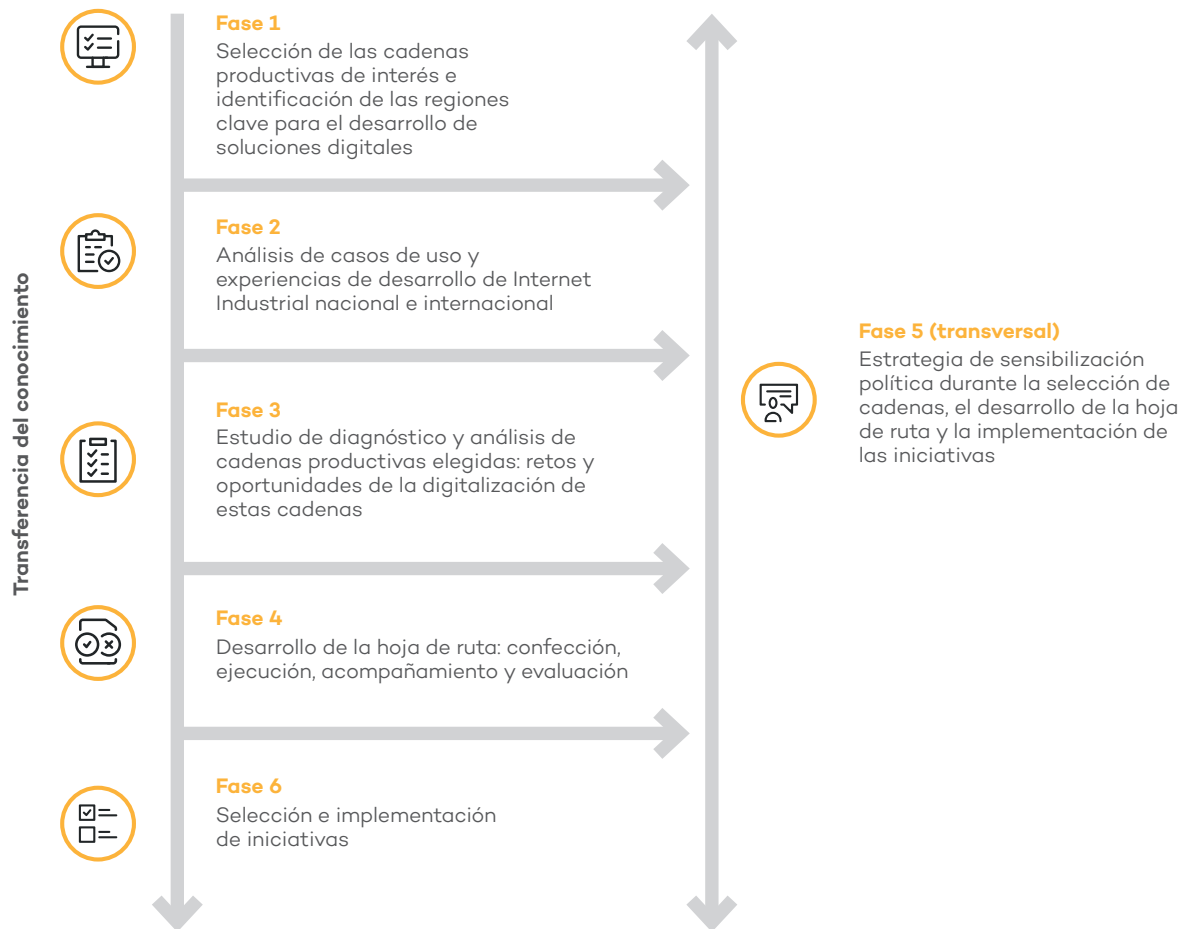 Transferencia del conocimiento
Fase 1
Selección de las cadenas
productivas de interés e
identificación de las regiones
clave para el desarrollo de
soluciones digitales
Fase 2
Análisis de casos de uso y
experiencias de desarrollo de Internet
Industrial nacional e internacional
Fase 3
Estudio de diagnóstico y análisis de
cadenas productivas elegidas: retos y
oportunidades de la digitalización de
estas cadenas
Fase 4
Desarrollo de la hoja de ruta: confección,
ejecución, acompañamiento y evaluación
Fase 6
Selección e implementación
de iniciativas
Fase 5 (transversal)
Estrategia de sensibilización
política durante la selección de
cadenas, el desarrollo de la hoja
de ruta y la implementación de
las iniciativas